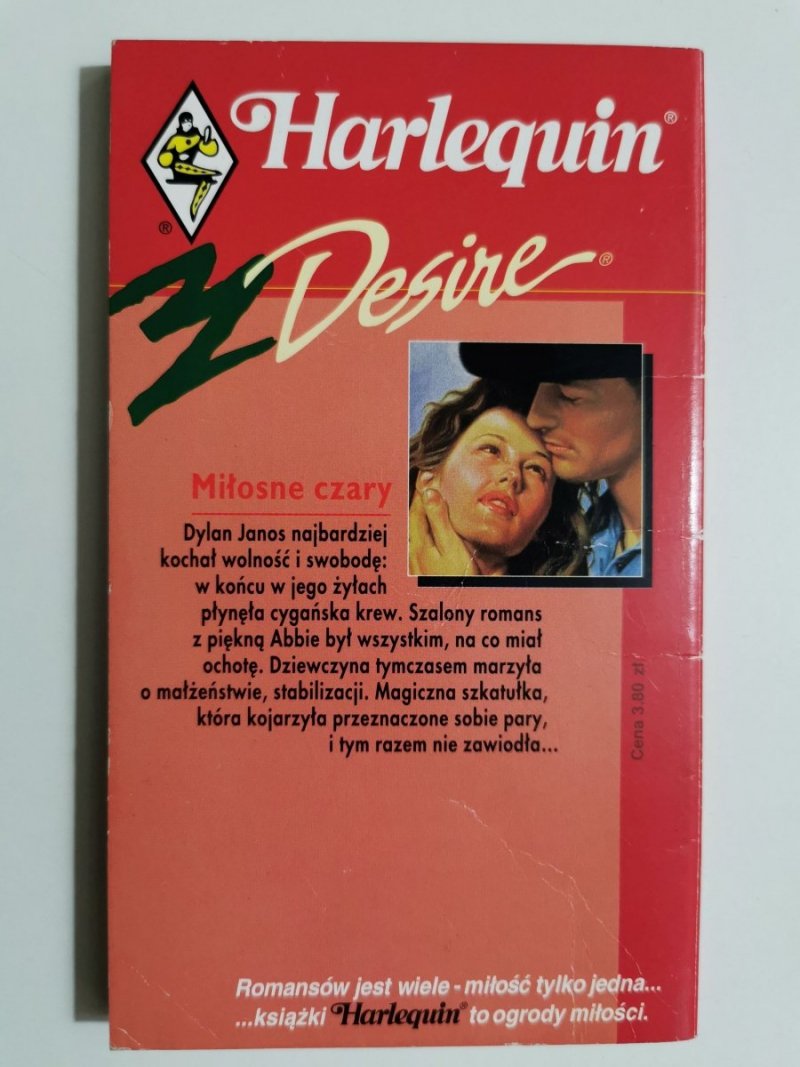 Harlequin®
®
Desire®
Miłosne czary
Dylan Janos najbardziej
kochał wolność i swobodę:
w końcu w jego żyłach
płynęła cygańska krew. Szalony romans
z piękną Abbie był wszystkim, na co miał
ochotę. Dziewczyna tymczasem marzyła
o małżeństwie, stabilizacji. Magiczna szkatułka,
która kojarzyła przeznaczone sobie pary,
i tym razem nie zawiodła...
Cena 3.80 zł
Romansów jest wiele - miłość tylko jedna...
...książki Harlequin® to ogrody miłości.